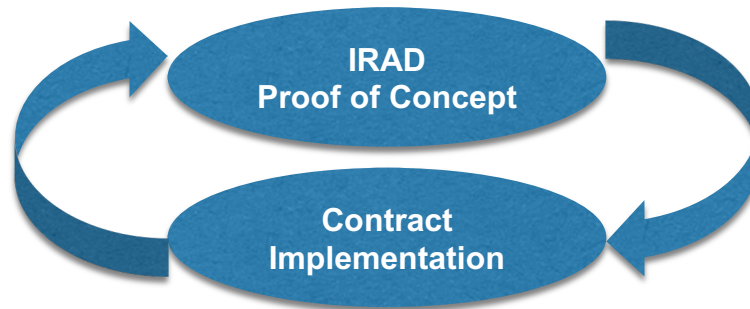 IRAD
Proof of Concept
Contract
Implementation